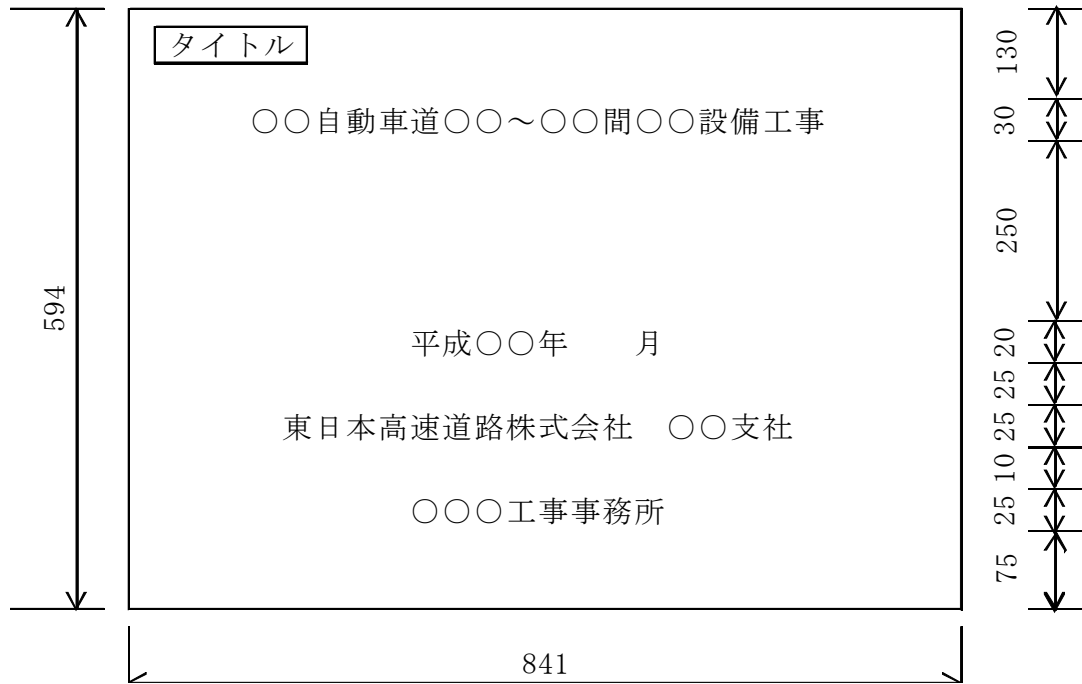 タイトル
130
○○自動車道○○～○○間○○設備工事
30
250
594
平成○○年　　月
20
25
東日本高速道路株式会社　○○支社
25
10
○○○工事事務所
25
75
841